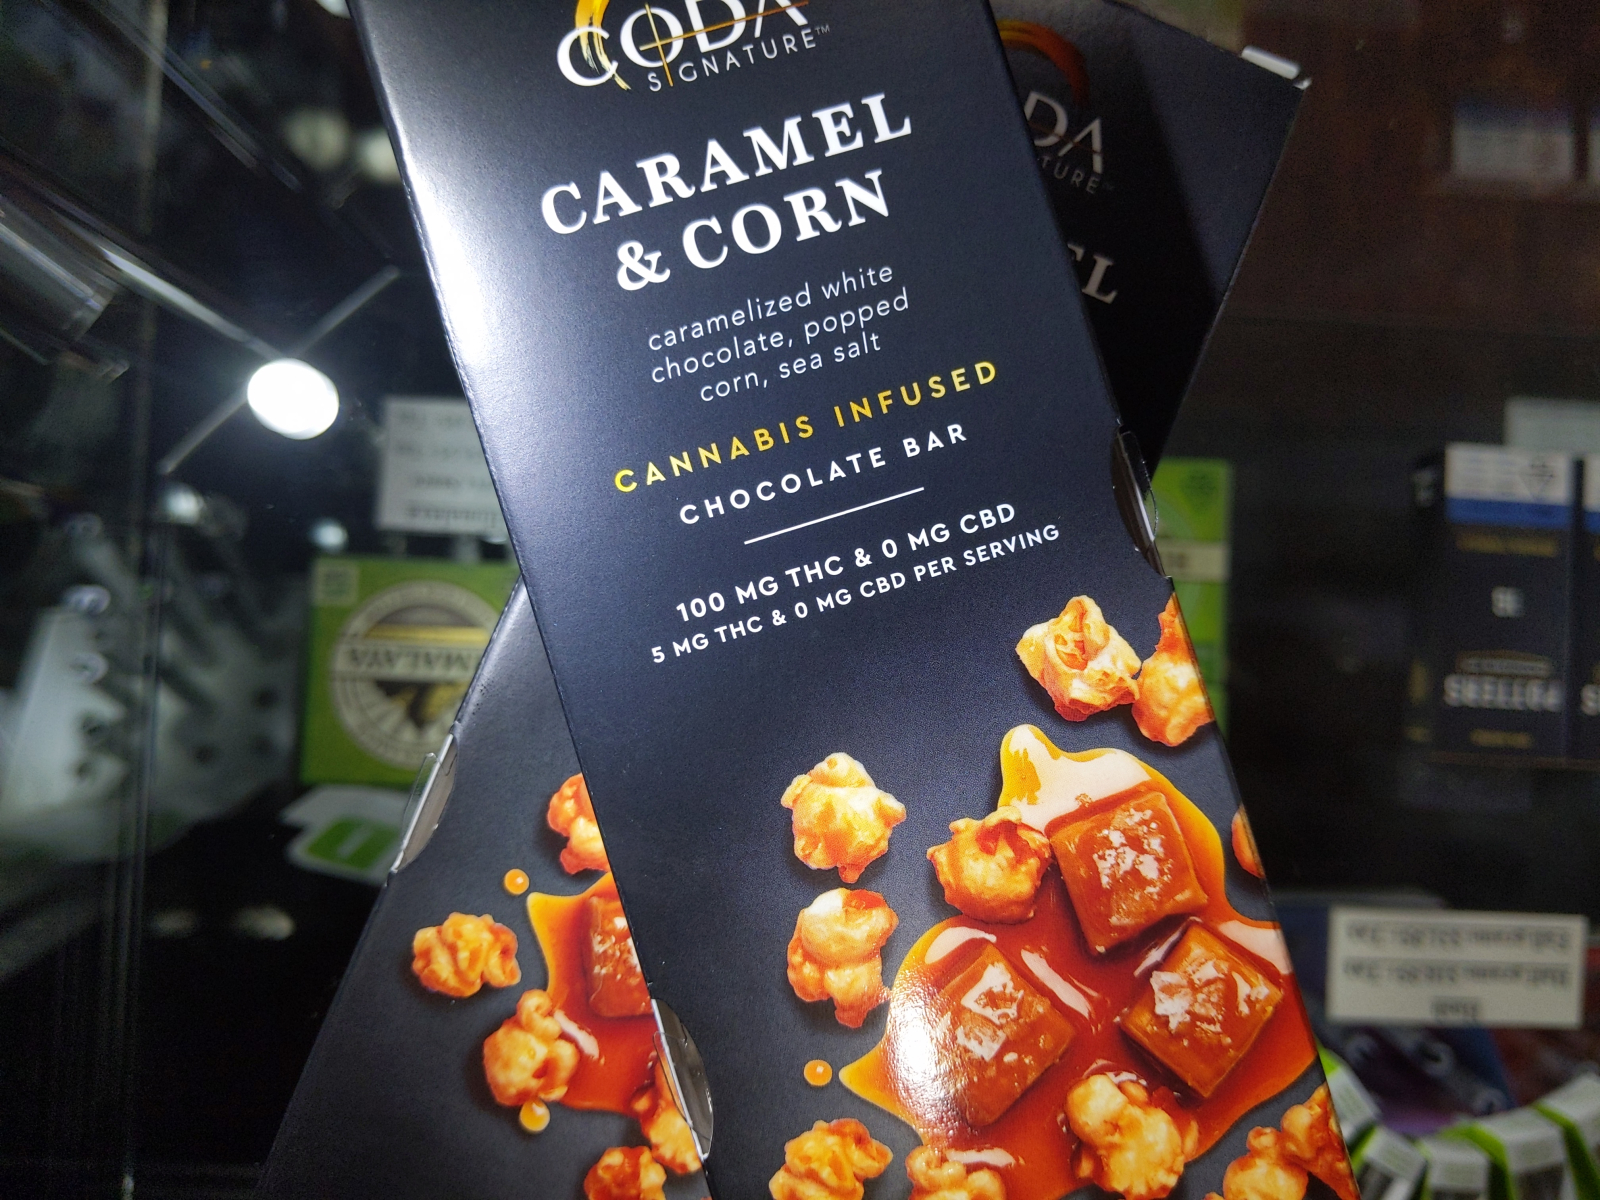 CODA
SIGNATURE™
CARAMEL
& CORN
caramelized white
chocolate, popped
corn, sea salt
CANNABIS INFUSED
CHOCOLATE BAR
100 MG THC & 0 MG CBD
5 MG THC & 0 MG CBD PER SERVING